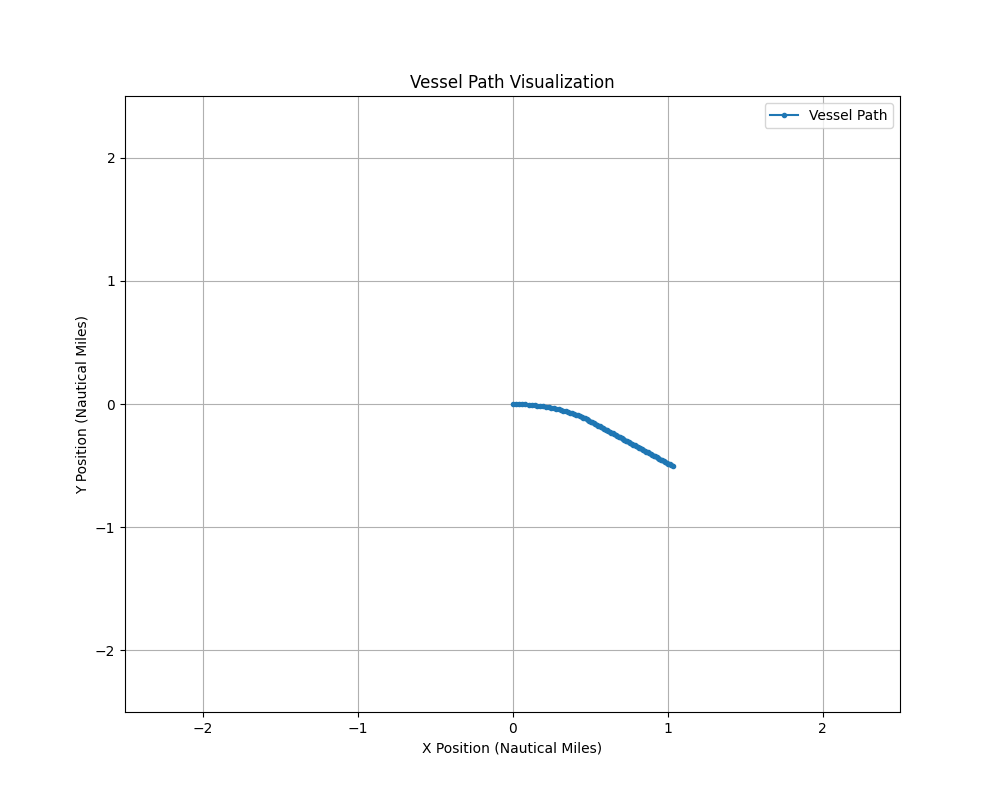 Vessel Path Visualization
Vessel Path
2
1
0
−1
−2
Y Position (Nautical Miles)
−2
−1
0
1
2
X Position (Nautical Miles)